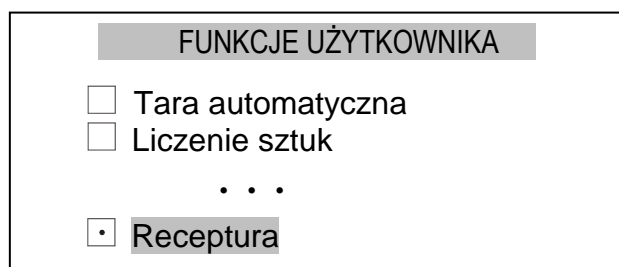 FUNKCJE UŻYTKOWNIKA
Tara automatyczna
Liczenie sztuk
. . .
Receptura